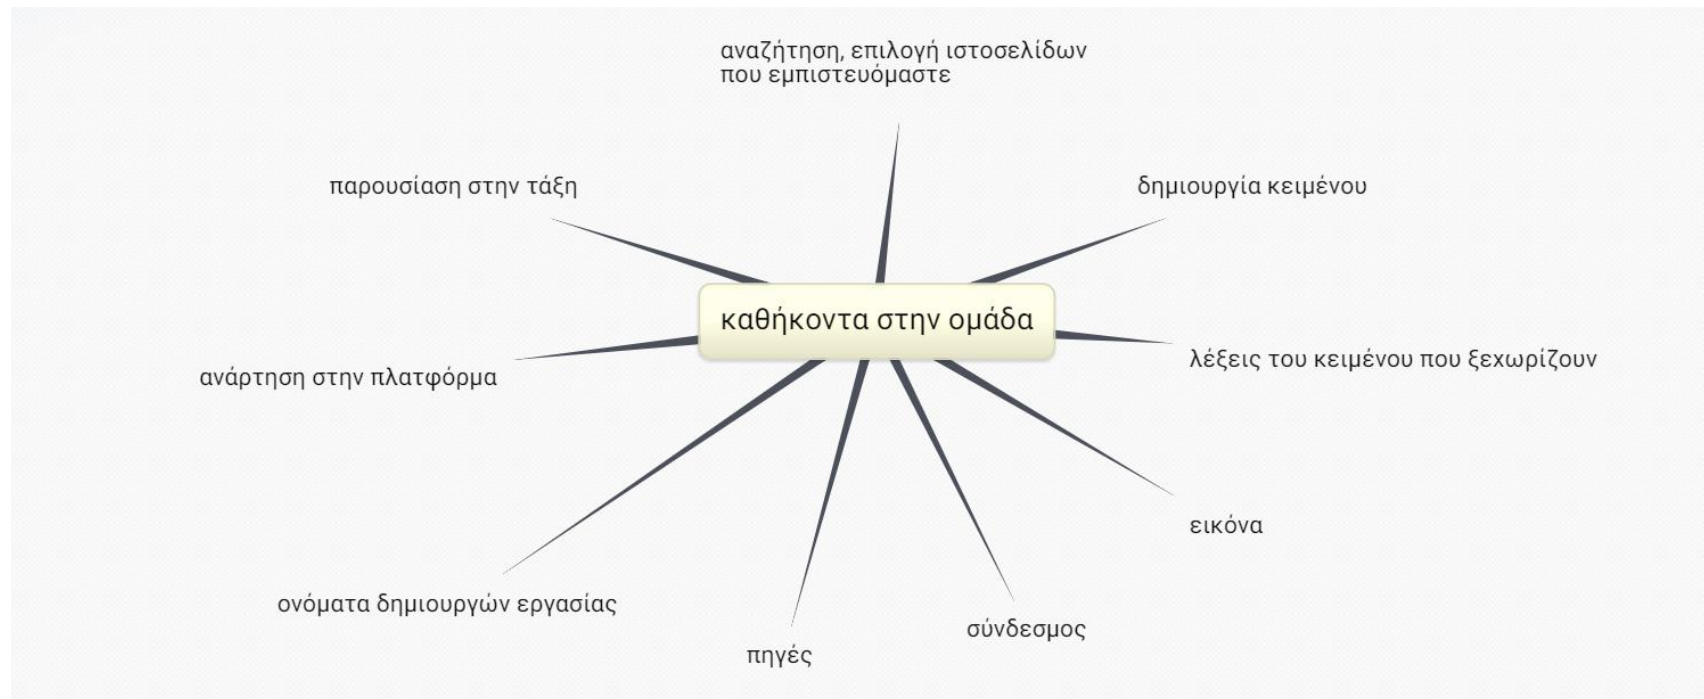 αναζήτηση, επιλογή ιστοσελίδων
που εμπιστευόμαστε
παρουσίαση στην τάξη
δημιουργία κειμένου
καθήκοντα στην ομάδα
λέξεις του κειμένου που ξεχωρίζουν
ανάρτηση στην πλατφόρμα
εικόνα
ονόματα δημιουργών εργασίας
σύνδεσμος
πηγές